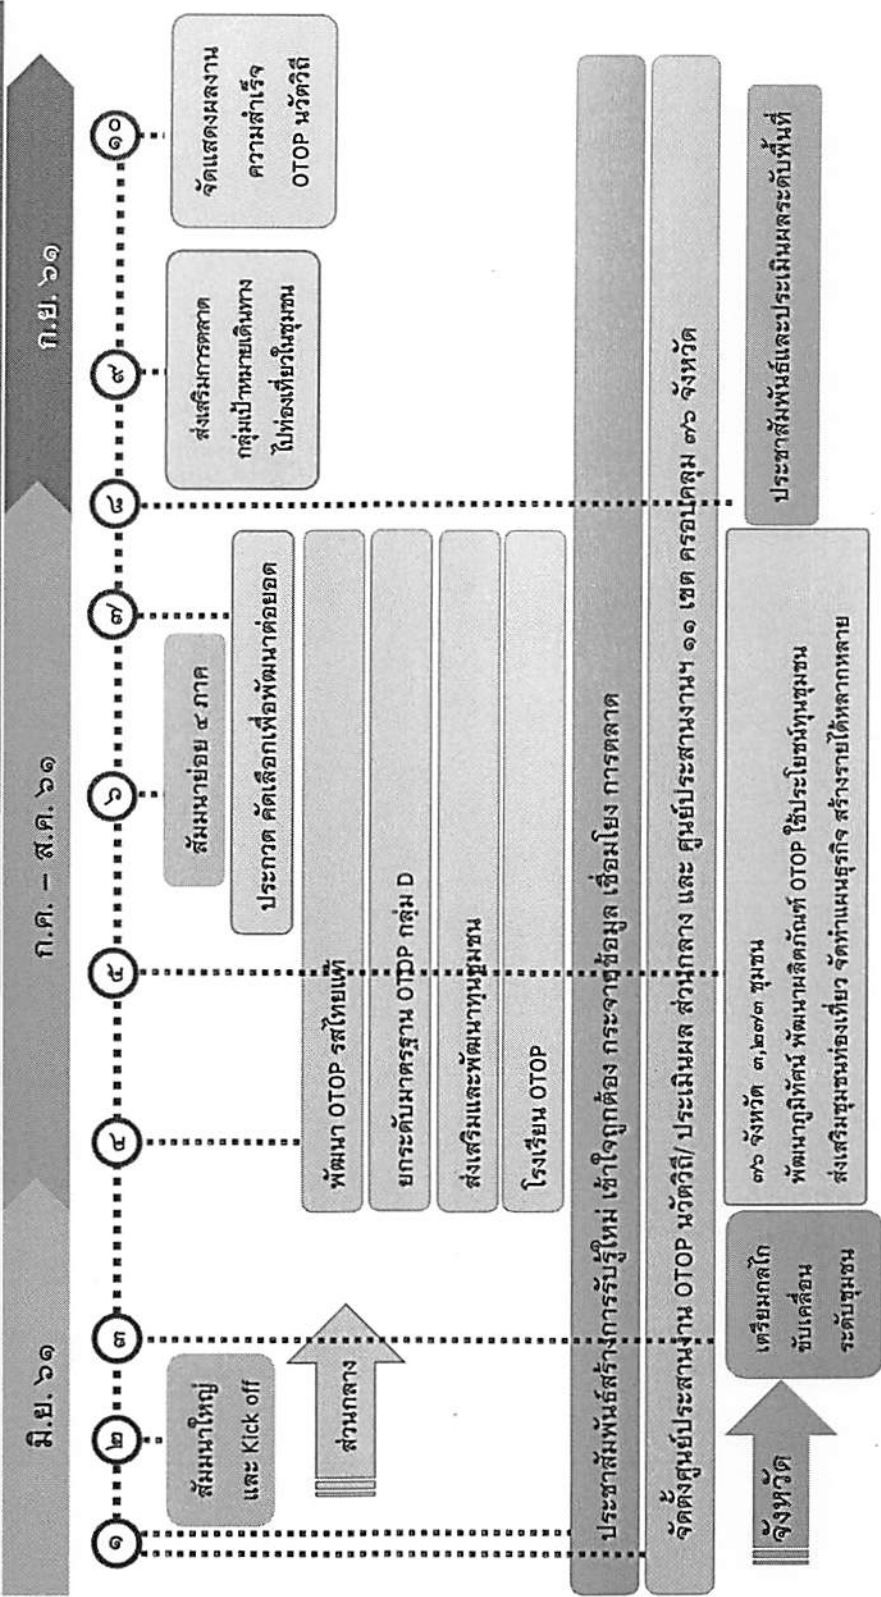 มิ.ย. ๖๑
ก.ค. – ส.ค. ๖๑
ก.ย. ๖๑
๑
๒
๓
๔
๕
๖
๗
๘
๙
๑๐
สัมมนาใหญ่
และ Kick off
สัมมนาย่อย ๔ ภาค
ส่งเสริมการตลาด
กลุ่มเป้าหมายเดินทาง
ไปท่องเที่ยวในชุมชน
จัดแสดงผลงาน
ความสำเร็จ
OTOP นวัตวิถี
ประกวด คัดเลือกเพื่อพัฒนาต่อยอด
ส่วนกลาง
พัฒนา OTOP รสไทยแท้
ยกระดับมาตรฐาน OTOP กลุ่ม D
ส่งเสริมและพัฒนาทุนชุมชน
โรงเรียน OTOP
ประชาสัมพันธ์สร้างการรับรู้ใหม่ เข้าใจถูกต้อง กระจายข้อมูล เชื่อมโยง การตลาด
จัดตั้งศูนย์ประสานงาน OTOP นวัตวิถี/ ประเมินผล ส่วนกลาง และ ศูนย์ประสานงานฯ ๑๑ เขต ครอบคลุม ๗๖ จังหวัด
จังหวัด
เตรียมกลไก
ขับเคลื่อน
ระดับชุมชน
๗๖ จังหวัด ๓,๒๗๓ ชุมชน
พัฒนาภูมิทัศน์ พัฒนาผลิตภัณฑ์ OTOP ใช้ประโยชน์ทุนชุมชน
ส่งเสริมชุมชนท่องเที่ยว จัดทำแผนธุรกิจ สร้างรายได้หลากหลาย
ประชาสัมพันธ์และประเมินผลระดับพื้นที่